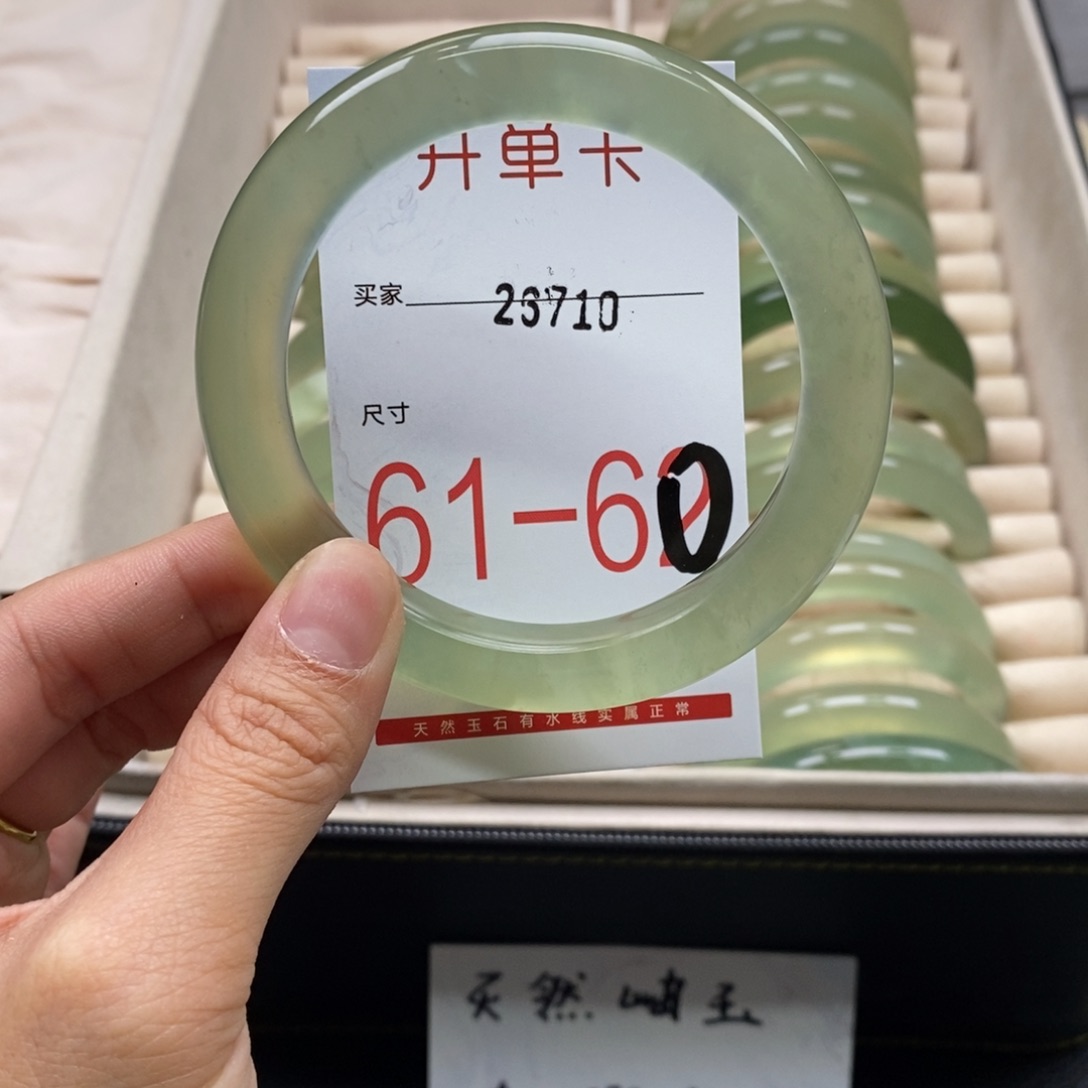 升单卡
买家 26710
尺寸
61-60
天然玉石有水线实属正常
天然岫玉